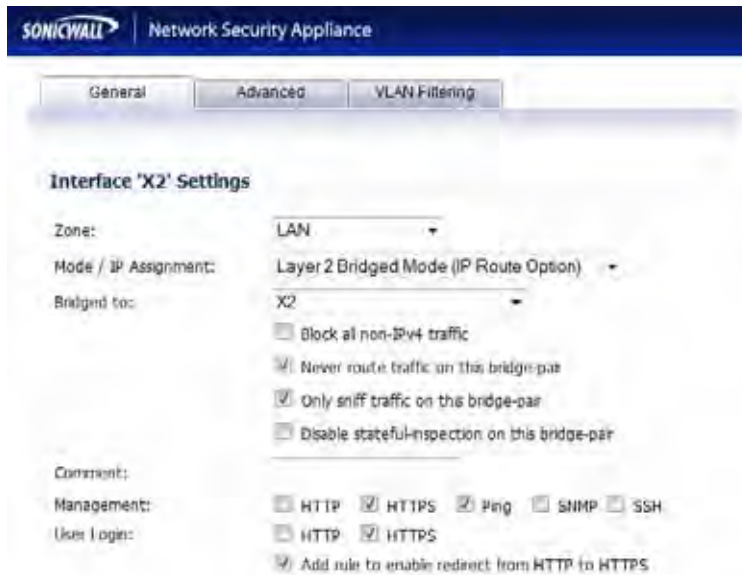 SONICWALL | Network Security Appliance
General Advanced VLAN Filtering
Interface 'X2' Settings
Zone: LAN
Mode / IP Assignment: Layer 2 Bridged Mode (IP Route Option)
Bridged to: X2
Block all non-IPv4 traffic
Never route traffic on this bridge-pair
Only sniff traffic on this bridge-pair
Disable stateful-inspection on this bridge-pair
Comment:
Management: HTTP HTTPS Ping SNMP SSH
User Login: HTTP HTTPS
Add rule to enable redirect from HTTP to HTTPS